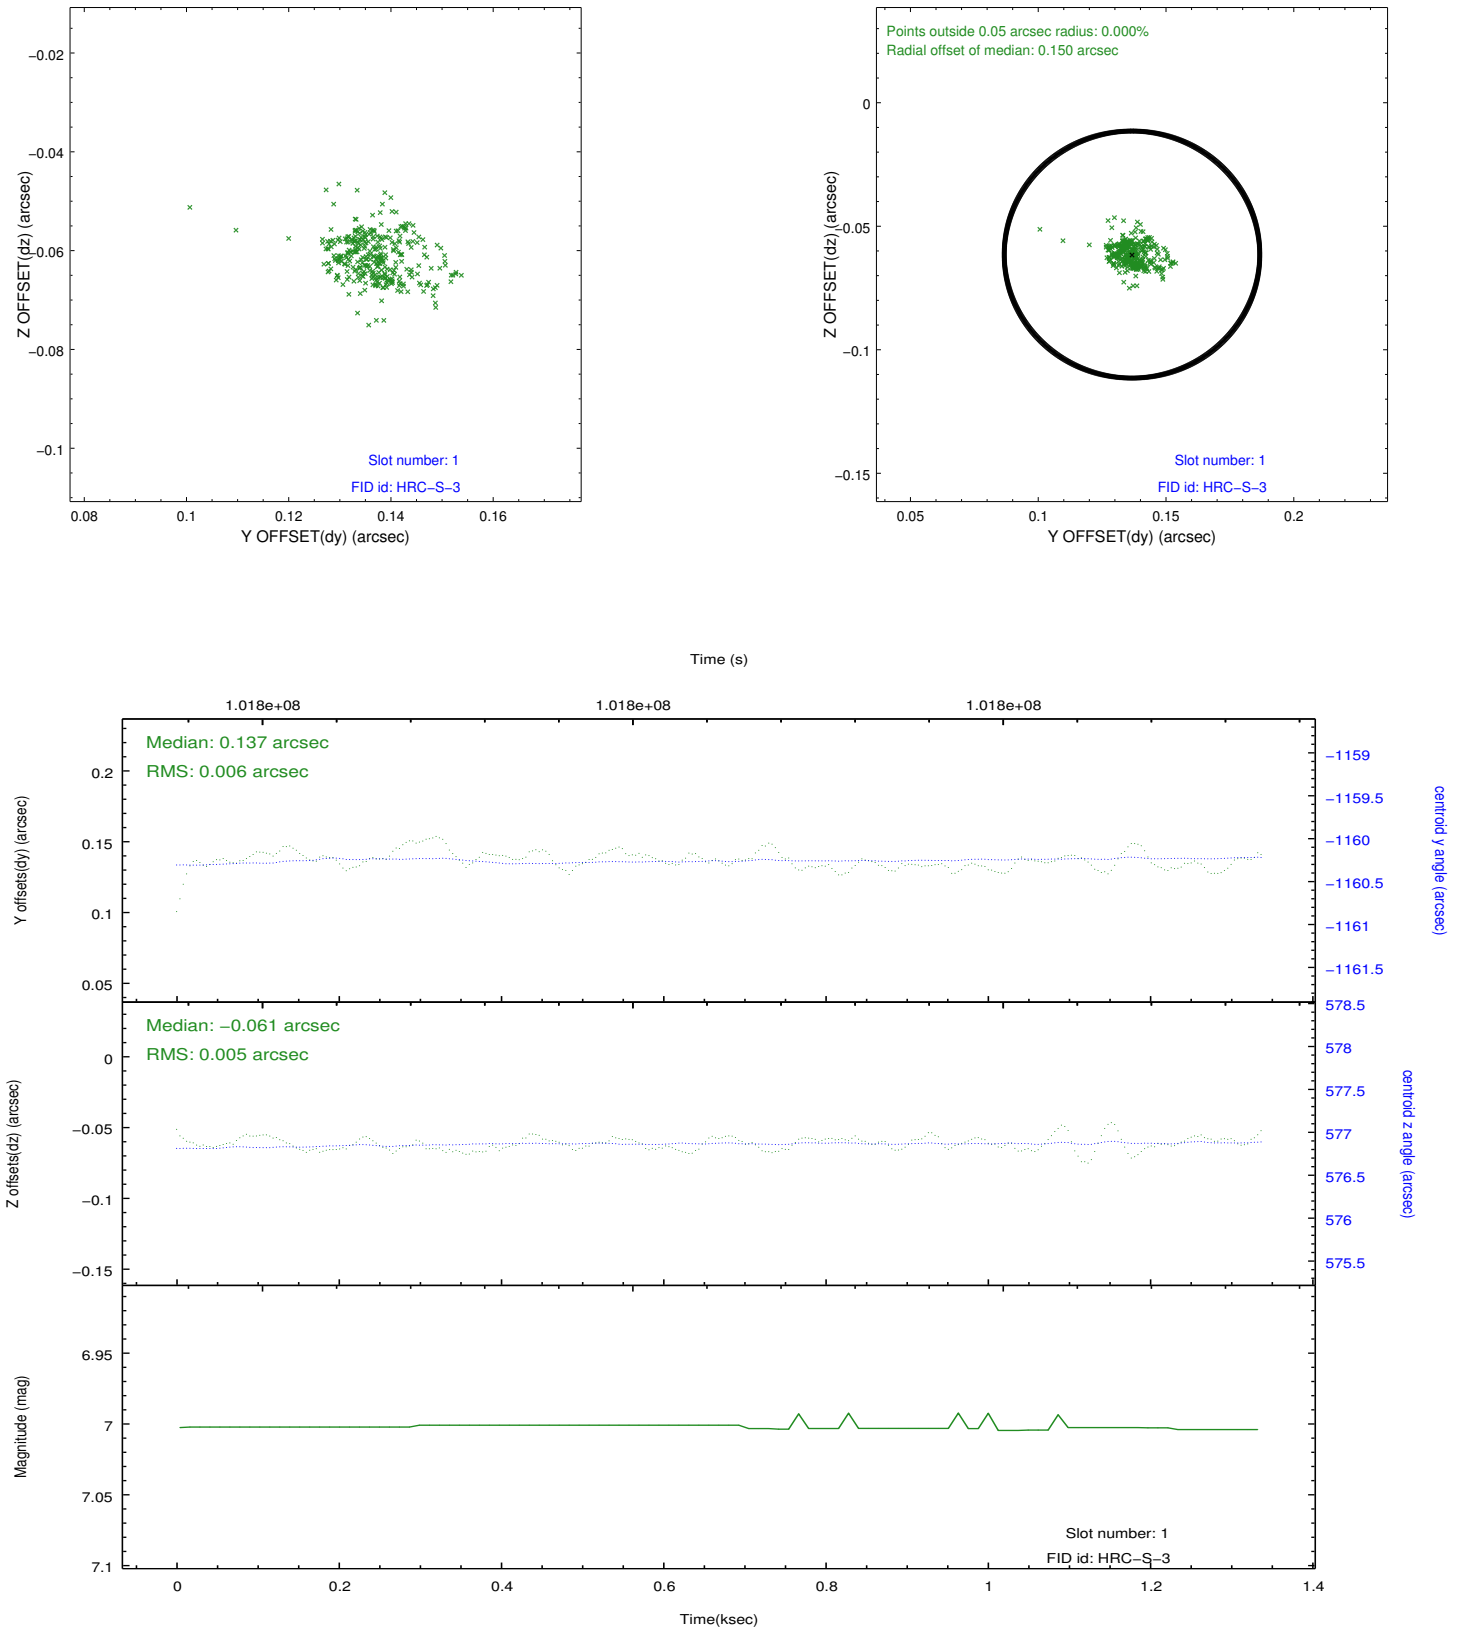 −0.02
−0.04
−0.06
−0.08
−0.1
Z OFFSET(dz) (arcsec)
Slot number: 1
FID id: HRC−S−3
0.08
0.1
0.12
0.14
0.16
Y OFFSET(dy) (arcsec)
Points outside 0.05 arcsec radius: 0.000%
Radial offset of median: 0.150 arcsec
0
−0.05
−0.1
−0.15
Z OFFSET(dz) (arcsec)
Slot number: 1
FID id: HRC−S−3
0.05
0.1
0.15
0.2
Y OFFSET(dy) (arcsec)
Time (s)
1.018e+08
1.018e+08
1.018e+08
Median: 0.137 arcsec
RMS: 0.006 arcsec
0.2
0.15
0.1
0.05
Y offsets(dy) (arcsec)
−1159
−1159.5
−1160
−1160.5
−1161
−1161.5
centroid y angle (arcsec)
Median: −0.061 arcsec
RMS: 0.005 arcsec
0
−0.05
−0.1
−0.15
Z offsets(dz) (arcsec)
578.5
578
577.5
577
576.5
576
575.5
centroid z angle (arcsec)
6.95
7
7.05
7.1
Magnitude (mag)
Slot number: 1
FID id: HRC−S−3
0
0.2
0.4
0.6
0.8
1
1.2
1.4
Time(ksec)